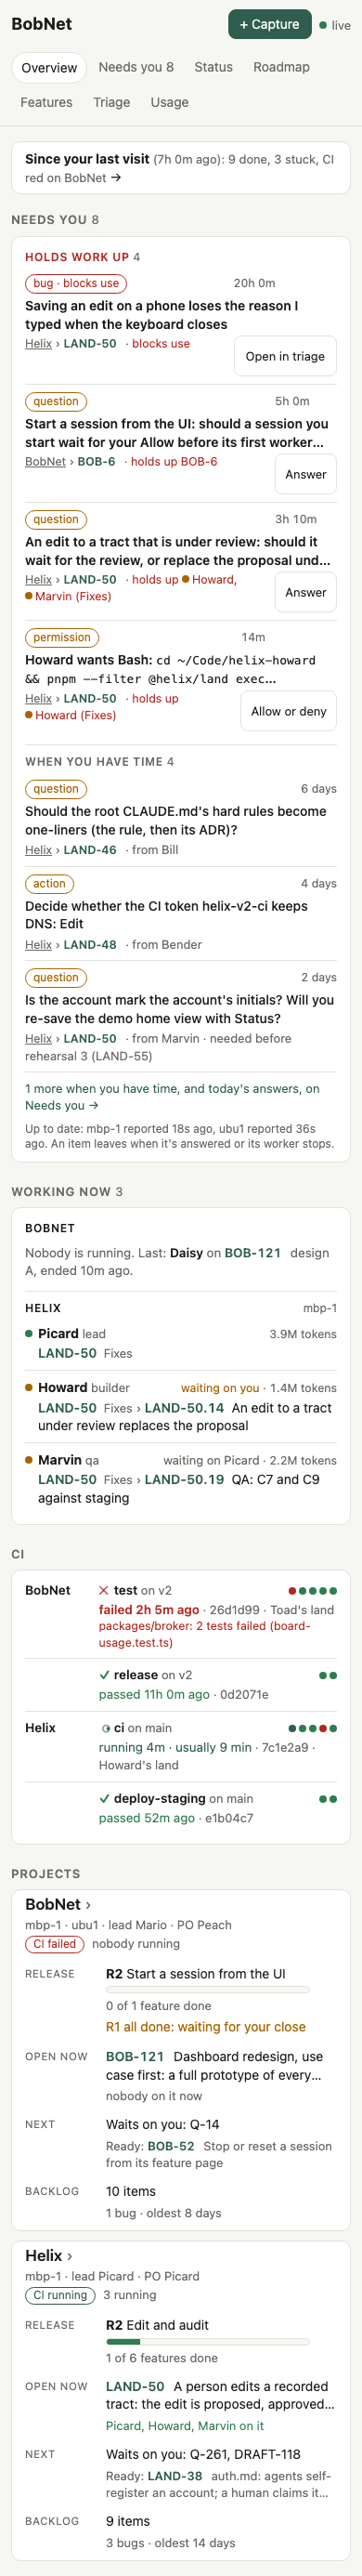 BobNet
+ Capture
live
Overview
Needs you 8
Status
Roadmap
Features
Triage
Usage
Since your last visit (7h 0m ago): 9 done, 3 stuck, CI
red on BobNet →
NEEDS YOU 8
HOLDS WORK UP 4
bug · blocks use
20h 0m
Saving an edit on a phone loses the reason I
typed when the keyboard closes
Helix › LAND-50 · blocks use
Open in triage
question
5h 0m
Start a session from the UI: should a session you
start wait for your Allow before its first worker…
BobNet › BOB-6 · holds up BOB-6
Answer
question
3h 10m
An edit to a tract that is under review: should it
wait for the review, or replace the proposal und…
Helix › LAND-50 · holds up Howard,
Marvin (Fixes)
Answer
permission
14m
Howard wants Bash: cd ~/Code/helix-howard
&& pnpm --filter @helix/land exec…
Helix › LAND-50 · holds up
Howard (Fixes)
Allow or deny
WHEN YOU HAVE TIME 4
question
6 days
Should the root CLAUDE.md's hard rules become
one-liners (the rule, then its ADR)?
Helix › LAND-46 · from Bill
action
4 days
Decide whether the CI token helix-v2-ci keeps
DNS: Edit
Helix › LAND-48 · from Bender
question
2 days
Is the account mark the account's initials? Will you
re-save the demo home view with Status?
Helix › LAND-50 · from Marvin · needed before
rehearsal 3 (LAND-55)
1 more when you have time, and today's answers, on
Needs you →
Up to date: mbp-1 reported 18s ago, ubu1 reported 36s
ago. An item leaves when it's answered or its worker stops.
WORKING NOW 3
BOBNET
Nobody is running. Last: Daisy on BOB-121 design
A, ended 10m ago.
HELIX
mbp-1
Picard lead
3.9M tokens
LAND-50 Fixes
Howard builder
waiting on you · 1.4M tokens
LAND-50 Fixes › LAND-50.14 An edit to a tract
under review replaces the proposal
Marvin qa
waiting on Picard · 2.2M tokens
LAND-50 Fixes › LAND-50.19 QA: C7 and C9
against staging
CI
BobNet
✕ test on v2
failed 2h 5m ago · 26d1d99 · Toad's land
packages/broker: 2 tests failed (board-
usage.test.ts)
✓ release on v2
passed 11h 0m ago · 0d2071e
Helix
ci on main
running 4m · usually 9 min · 7c1e2a9 ·
Howard's land
✓ deploy-staging on main
passed 52m ago · e1b04c7
PROJECTS
BobNet ›
mbp-1 · ubu1 · lead Mario · PO Peach
CI failed
nobody running
RELEASE
R2 Start a session from the UI
0 of 1 feature done
R1 all done: waiting for your close
OPEN NOW
BOB-121 Dashboard redesign, use
case first: a full prototype of every…
nobody on it now
NEXT
Waits on you: Q-14
Ready: BOB-52 Stop or reset a session
from its feature page
BACKLOG
10 items
1 bug · oldest 8 days
Helix ›
mbp-1 · lead Picard · PO Picard
CI running
3 running
RELEASE
R2 Edit and audit
1 of 6 features done
OPEN NOW
LAND-50 A person edits a recorded
tract: the edit is proposed, approved…
Picard, Howard, Marvin on it
NEXT
Waits on you: Q-261, DRAFT-118
Ready: LAND-38 auth.md: agents self-
register an account; a human claims it…
BACKLOG
9 items
3 bugs · oldest 14 days